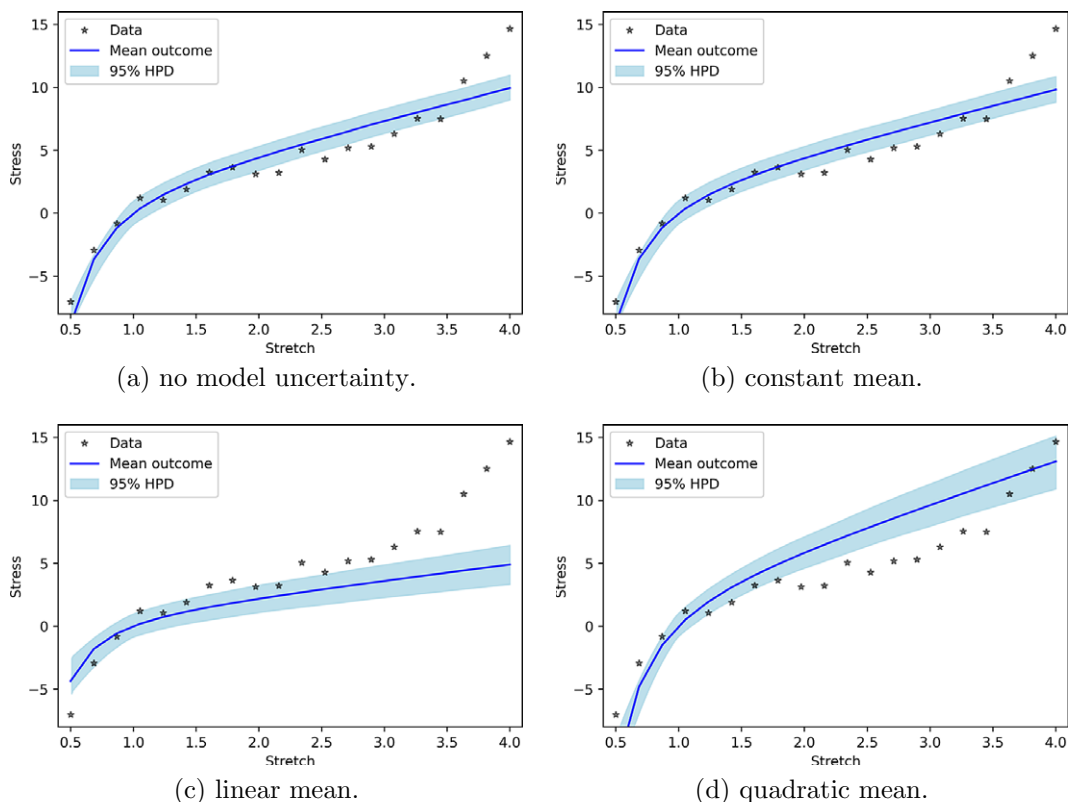 15
10
5
0
−5
Stress
Data
Mean outcome
95% HPD
0.5 1.0 1.5 2.0 2.5 3.0 3.5 4.0
Stretch
(a) no model uncertainty.
15
10
5
0
−5
Stress
Data
Mean outcome
95% HPD
0.5 1.0 1.5 2.0 2.5 3.0 3.5 4.0
Stretch
(b) constant mean.
15
10
5
0
−5
Stress
Data
Mean outcome
95% HPD
0.5 1.0 1.5 2.0 2.5 3.0 3.5 4.0
Stretch
(c) linear mean.
15
10
5
0
−5
Stress
Data
Mean outcome
95% HPD
0.5 1.0 1.5 2.0 2.5 3.0 3.5 4.0
Stretch
(d) quadratic mean.